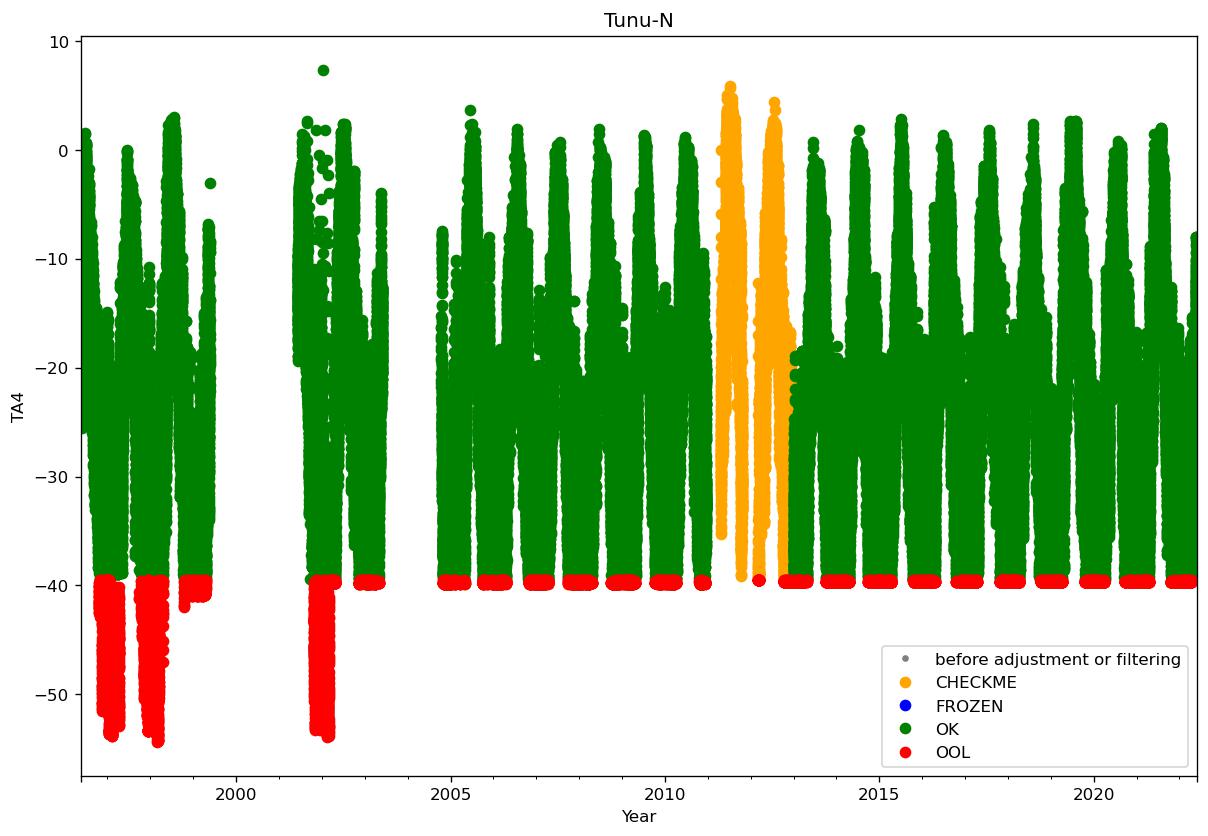 Tunu-N
10
0
−10
−20
−30
−40
−50
TA4
before adjustment or filtering
CHECKME
FROZEN
OK
OOL
2000
2005
2010
2015
2020
Year